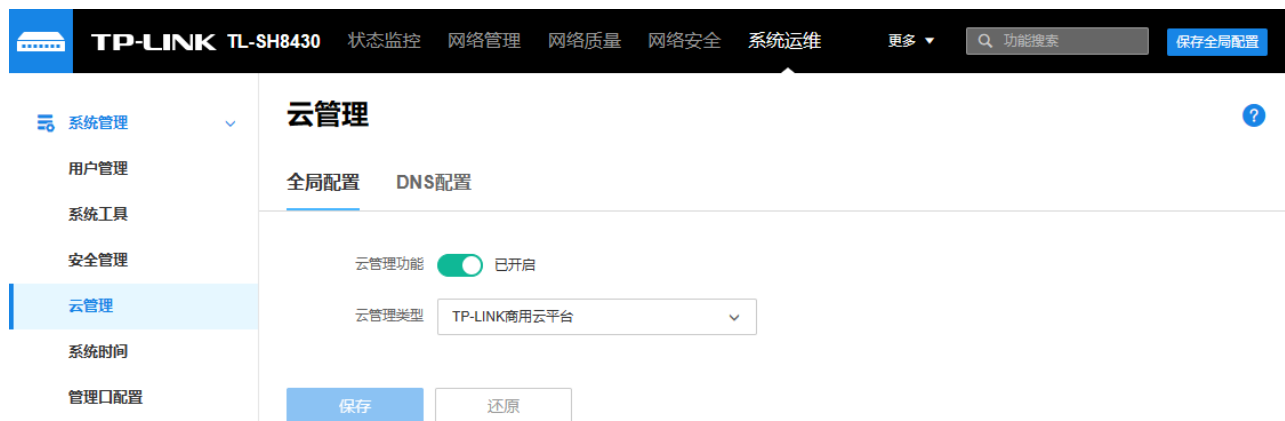 TP-LINK TL-SH8430 状态监控 网络管理 网络质量 网络安全 系统运维 更多 功能搜索 保存全局配置
系统管理
用户管理
系统工具
安全管理
云管理
系统时间
管理口配置
云管理
全局配置 DNS配置
云管理功能 已开启
云管理类型 TP-LINK商用云平台
保存 还原